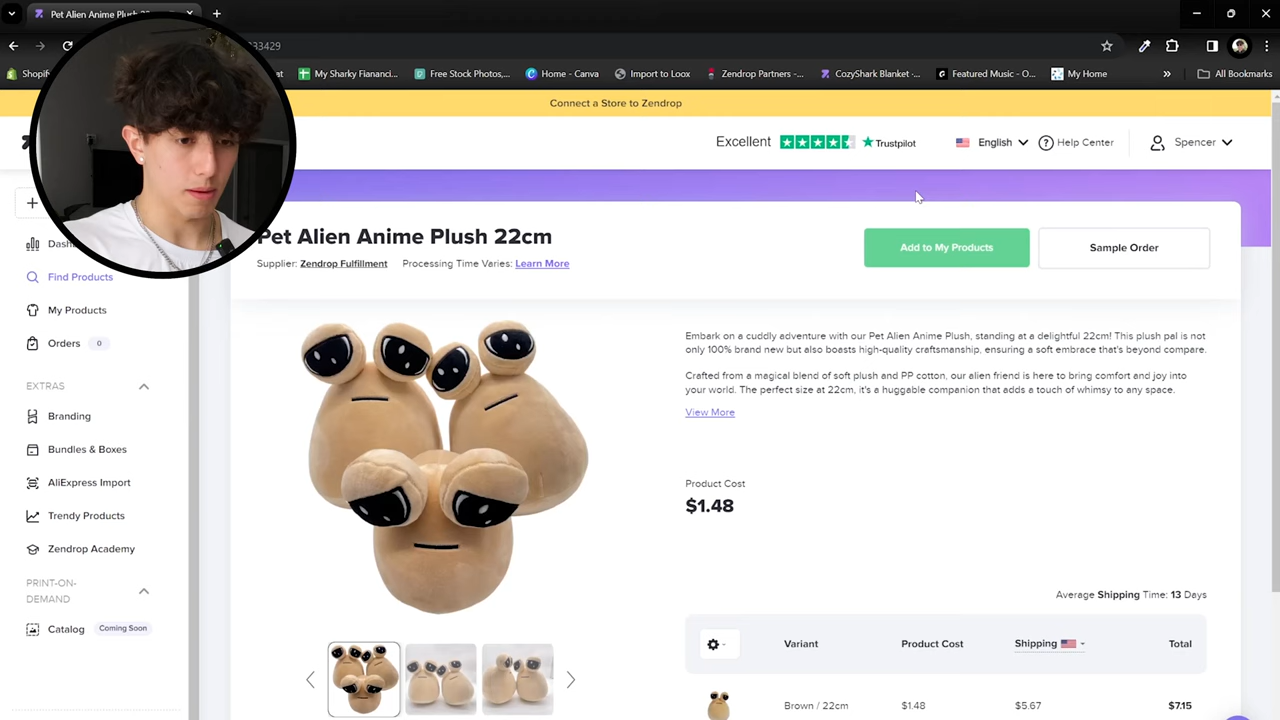 Pet Alien Anime Plush 22cm
33429
Shopif
at
My Sharky Fiananci...
Free Stock Photos,...
Home - Canva
Import to Loox
Zendrop Partners -...
CozyShark Blanket -...
Featured Music - O...
My Home
»
All Bookmarks
Connect a Store to Zendrop
Excellent
Trustpilot
English
Help Center
Spencer
Pet Alien Anime Plush 22cm
Supplier: Zendrop Fulfillment
Processing Time Varies: Learn More
Add to My Products
Sample Order
Dash
Find Products
My Products
Orders 0
EXTRAS
Branding
Bundles & Boxes
AliExpress Import
Trendy Products
Zendrop Academy
PRINT-ON-
DEMAND
Catalog Coming Soon
Embark on a cuddly adventure with our Pet Alien Anime Plush, standing at a delightful 22cm! This plush pal is not
only 100% brand new but also boasts high-quality craftsmanship, ensuring a soft embrace that's beyond compare.
Crafted from a magical blend of soft plush and PP cotton, our alien friend is here to bring comfort and joy into
your world. The perfect size at 22cm, it's a huggable companion that adds a touch of whimsy to any space.
View More
Product Cost
$1.48
Average Shipping Time: 13 Days
Variant Product Cost Shipping Total
Brown / 22cm $1.48 $5.67 $7.15